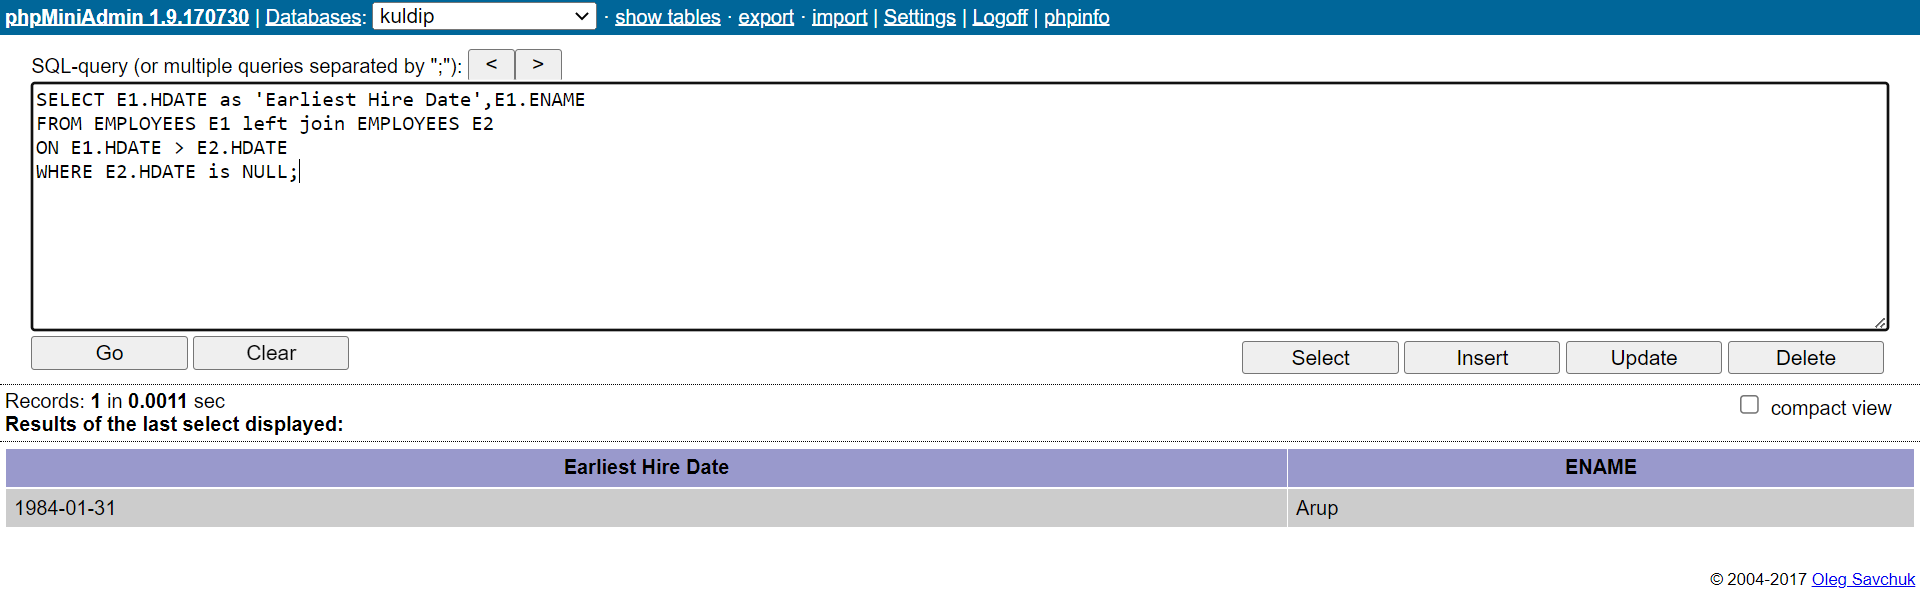 phpMiniAdmin 1.9.170730 | Databases: kuldip · show tables · export · import | Settings | Logoff | phpinfo
SQL-query (or multiple queries separated by ";"): < >
SELECT E1.HDATE as 'Earliest Hire Date',E1.ENAME
FROM EMPLOYEES E1 left join EMPLOYEES E2
ON E1.HDATE > E2.HDATE
WHERE E2.HDATE is NULL;
Go Clear Select Insert Update Delete
Records: 1 in 0.0011 sec compact view
Results of the last select displayed:
Earliest Hire Date ENAME
1984-01-31 Arup
© 2004-2017 Oleg Savchuk